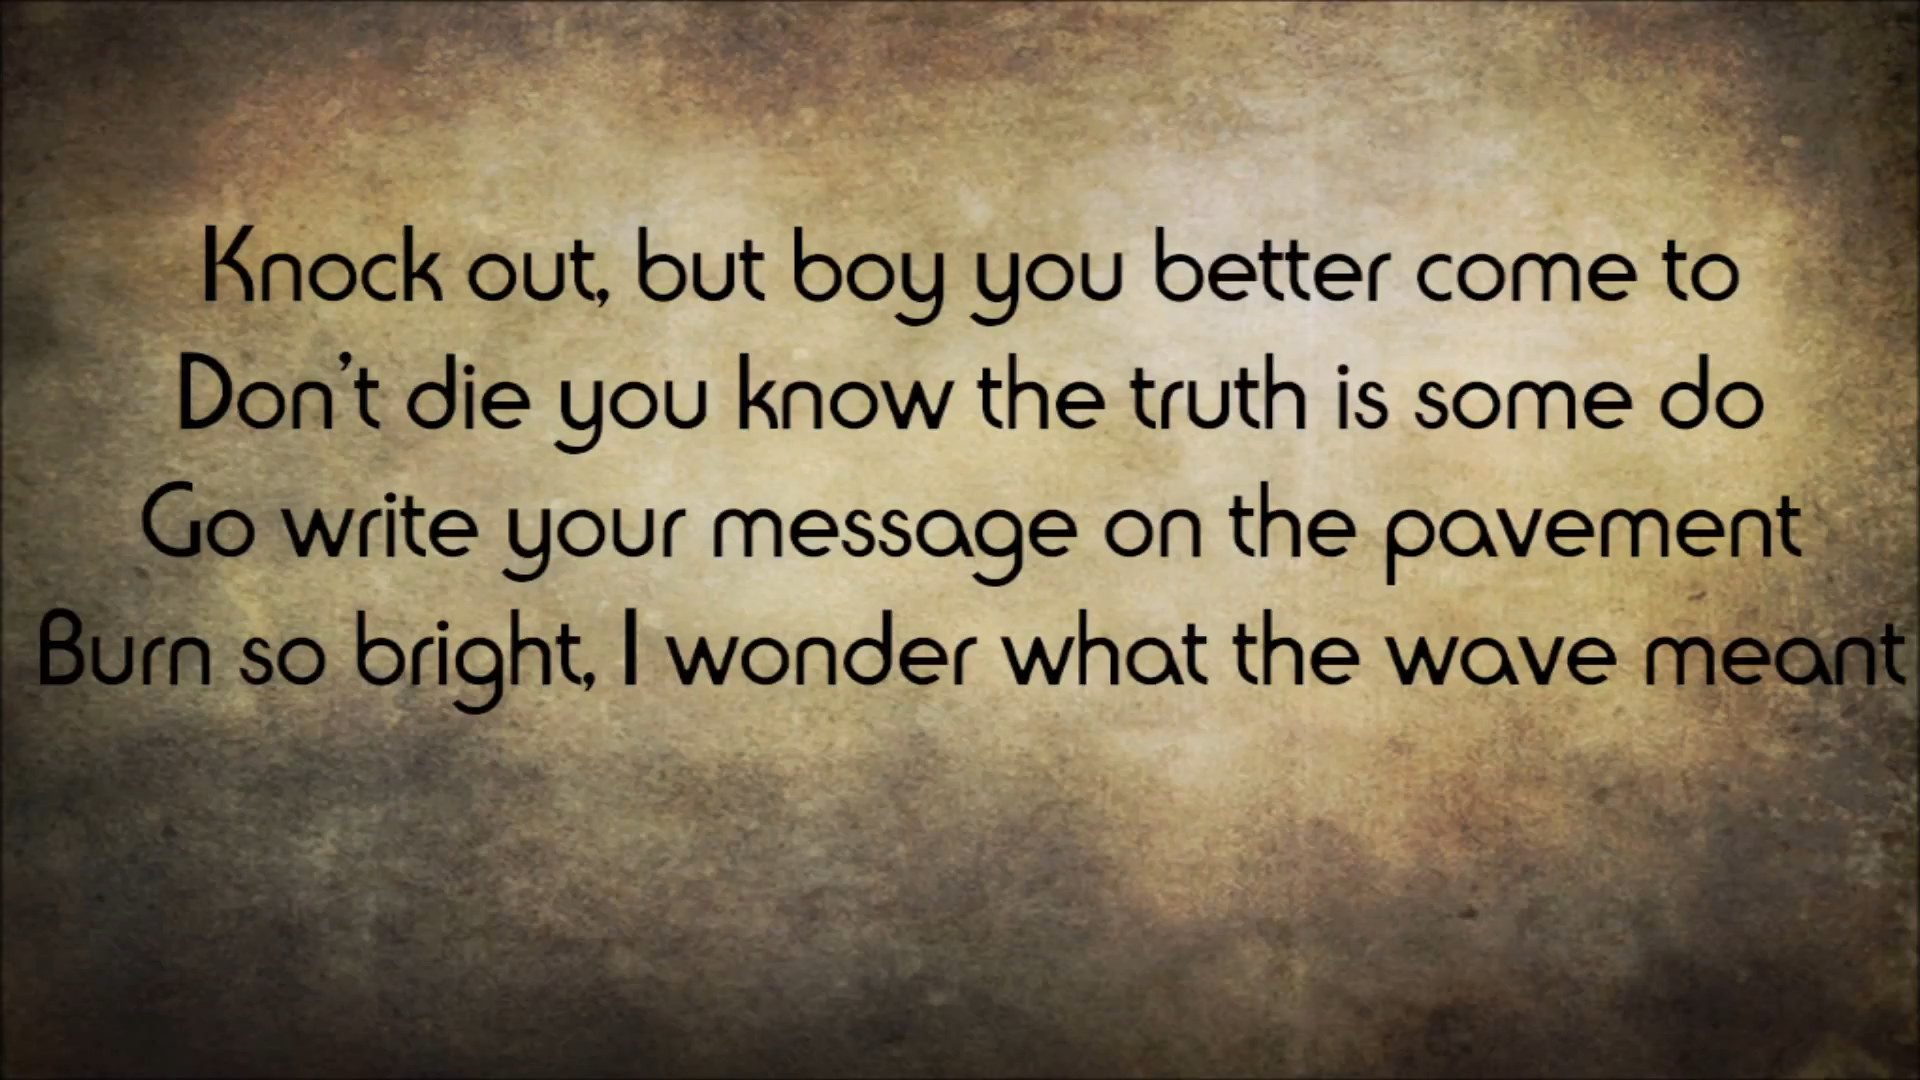 Knock out, but boy you better come to
Don't die you know the truth is some do
Go write your message on the pavement
Burn so bright, I wonder what the wave meant